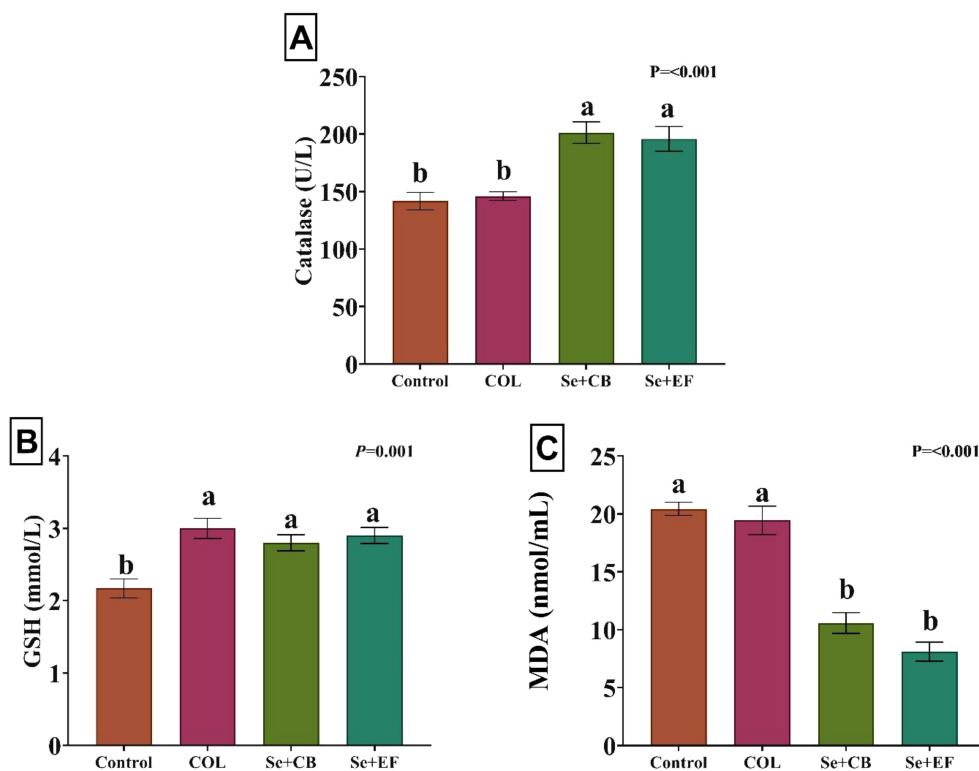 A
P=<0.001
Catalase (U/L)
250
200
150
100
50
0
b
b
a
a
Control COL Se+CB Se+EF
B
P=0.001
GSH (mmol/L)
4
3
2
1
0
b
a
a
a
Control COL Se+CB Se+EF
C
P=<0.001
MDA (nmol/mL)
25
20
15
10
5
0
a
a
b
b
Control COL Se+CB Se+EF